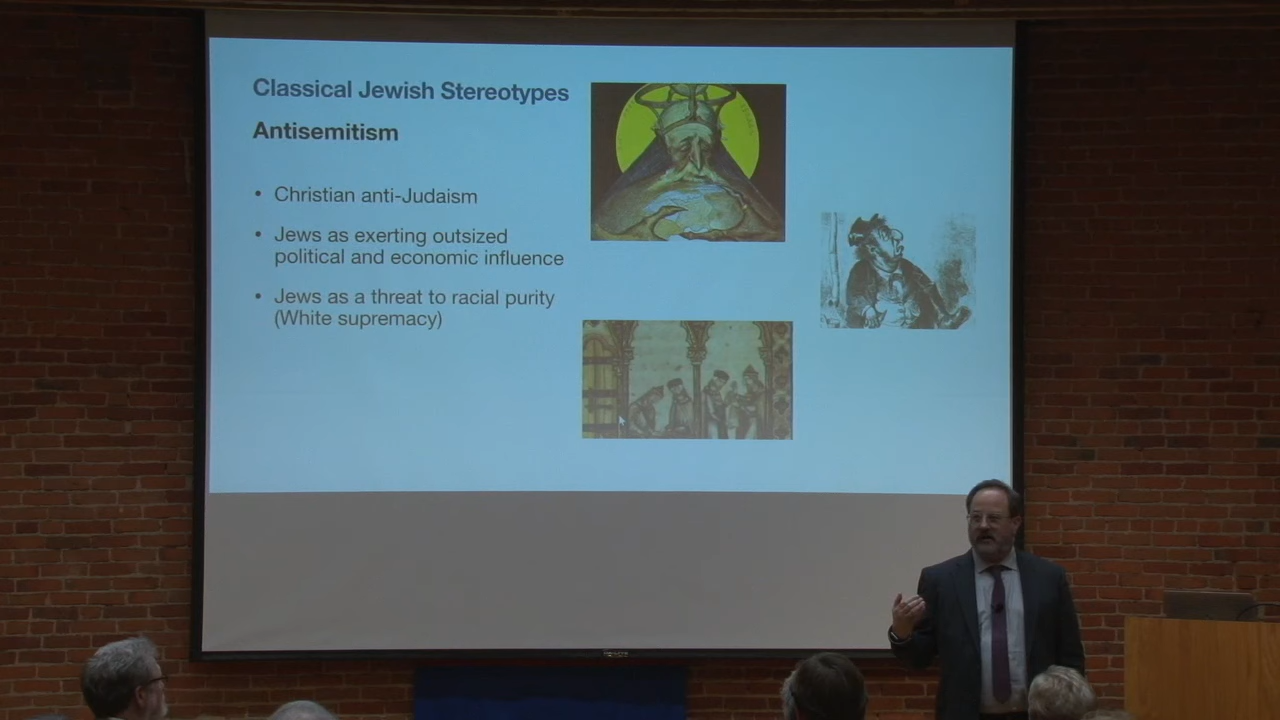 Classical Jewish Stereotypes
Antisemitism
• Christian anti-Judaism
• Jews as exerting outsized
political and economic influence
• Jews as a threat to racial purity
(White supremacy)